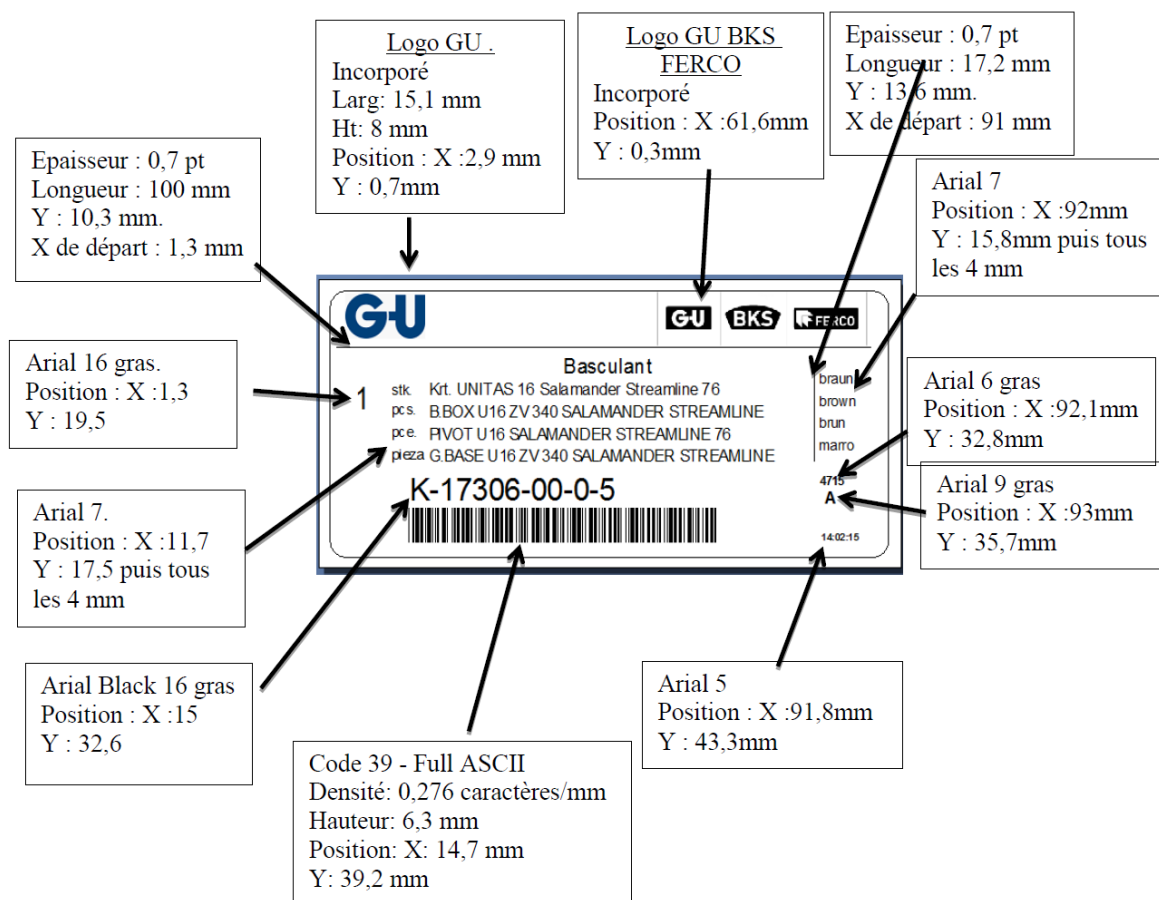 Logo GU .
Incorporé
Larg: 15,1 mm
Ht: 8 mm
Position : X :2,9 mm
Y : 0,7mm
Logo GU BKS
FERCO
Incorporé
Position : X :61,6mm
Y : 0,3mm
Epaisseur : 0,7 pt
Longueur : 17,2 mm
Y : 13,6 mm.
X de départ : 91 mm
Epaisseur : 0,7 pt
Longueur : 100 mm
Y : 10,3 mm.
X de départ : 1,3 mm
Arial 7
Position : X :92mm
Y : 15,8mm puis tous
les 4 mm
G-U
G-U BKS FERCO
Basculant
1
stk. Krt. UNITAS 16 Salamander Streamline 76
pcs. B.BOX U16 ZV 340 SALAMANDER STREAMLINE
pce. PIVOT U16 SALAMANDER STREAMLINE 76
pieza G.BASE U16 ZV 340 SALAMANDER STREAMLINE
braun
brown
brun
marro
K-17306-00-0-5
4715
A
14:02:15
Arial 16 gras.
Position : X :1,3
Y : 19,5
Arial 6 gras
Position : X :92,1mm
Y : 32,8mm
Arial 9 gras
Position : X :93mm
Y : 35,7mm
Arial 7.
Position : X :11,7
Y : 17,5 puis tous
les 4 mm
Arial Black 16 gras
Position : X :15
Y : 32,6
Code 39 - Full ASCII
Densité: 0,276 caractères/mm
Hauteur: 6,3 mm
Position: X: 14,7 mm
Y: 39,2 mm
Arial 5
Position : X :91,8mm
Y : 43,3mm